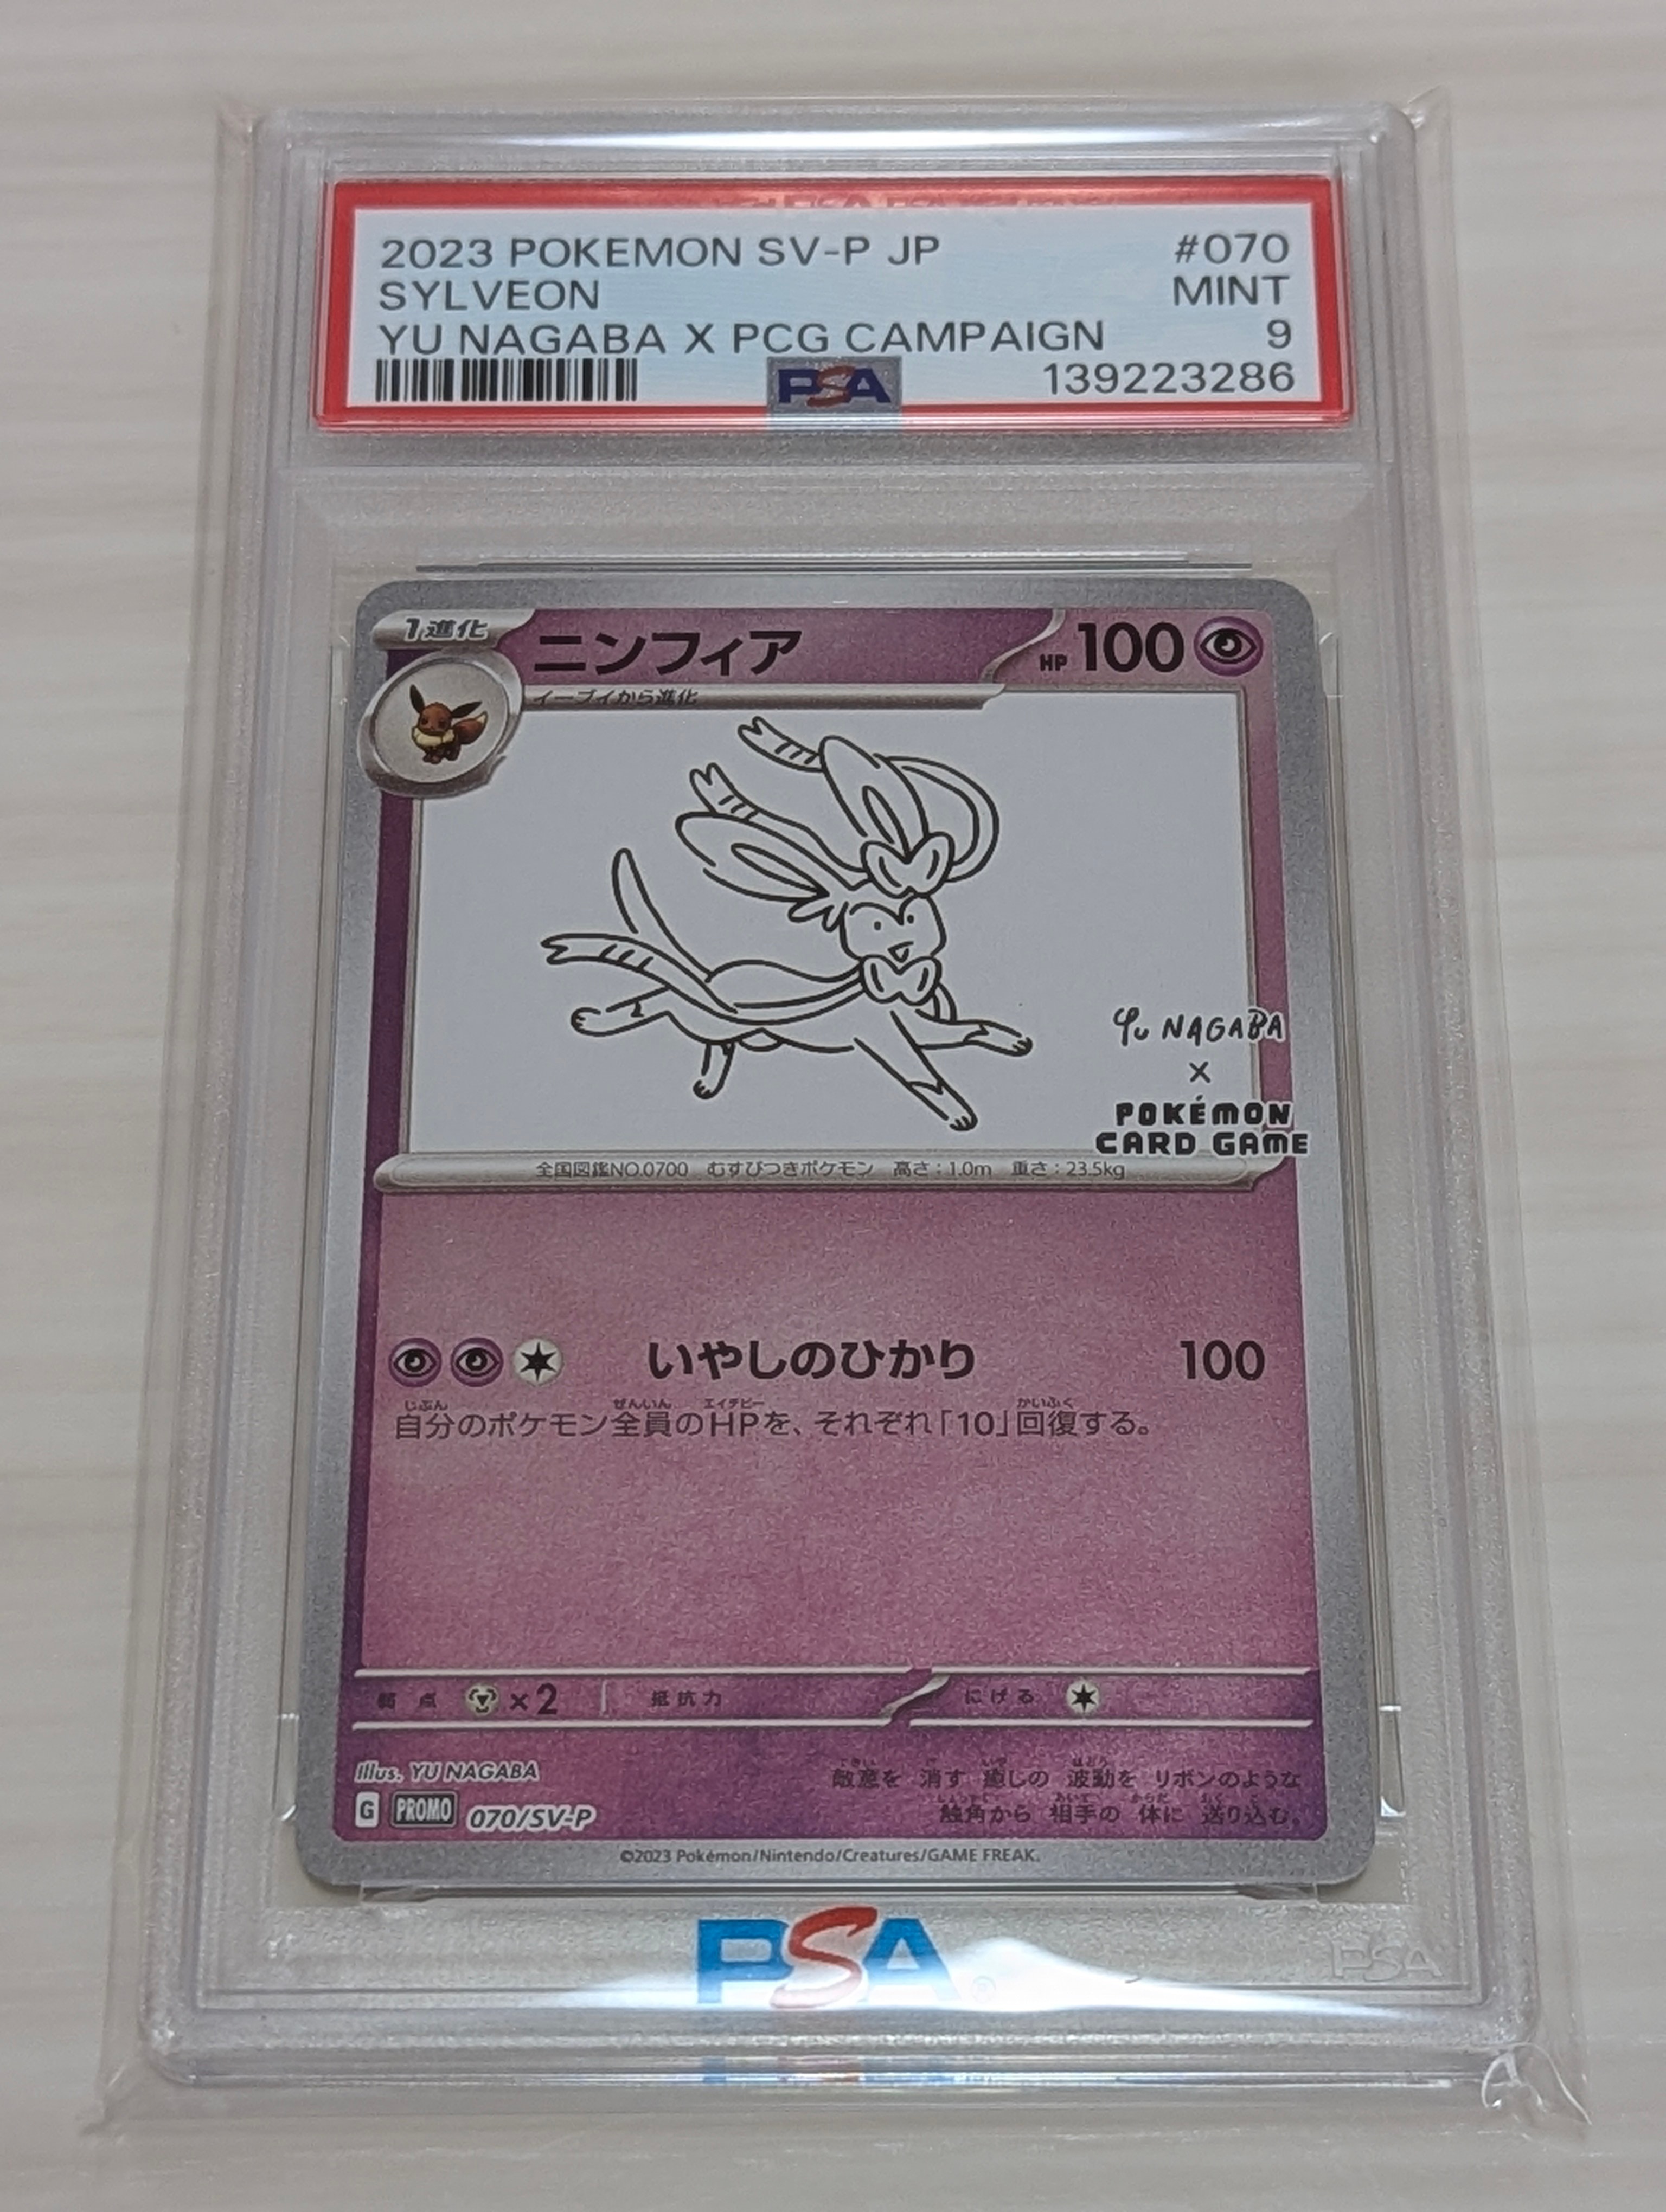 2023 POKEMON SV-P JP #070
SYLVEON MINT
YU NAGABA X PCG CAMPAIGN 9
PSA 139223286
1進化 ニンフィア HP 100
イーブイから進化
Yu NAGABA
×
POKÉMON
CARD GAME
全国図鑑NO.0700 むすびつきポケモン 高さ:1.0m 重さ:23.5kg
いやしのひかり 100
自分のポケモン全員のHPを、それぞれ「10」回復する。
弱点 ×2 抵抗力 にげる
Illus. YU NAGABA
敵意を 消す 癒しの 波動を リボンのような
触角から 相手の 体に 送り込む。
G PROMO 070/SV-P
©2023 Pokémon/Nintendo/Creatures/GAME FREAK.
PSA
PSA